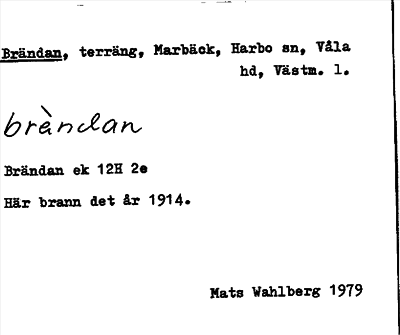 Brändan, terräng, Marbäck, Harbo sn, Våla
hd, Västm. l.
brändan
Brändan ek 12H 2e
Här brann det år 1914.
Mats Wahlberg 1979